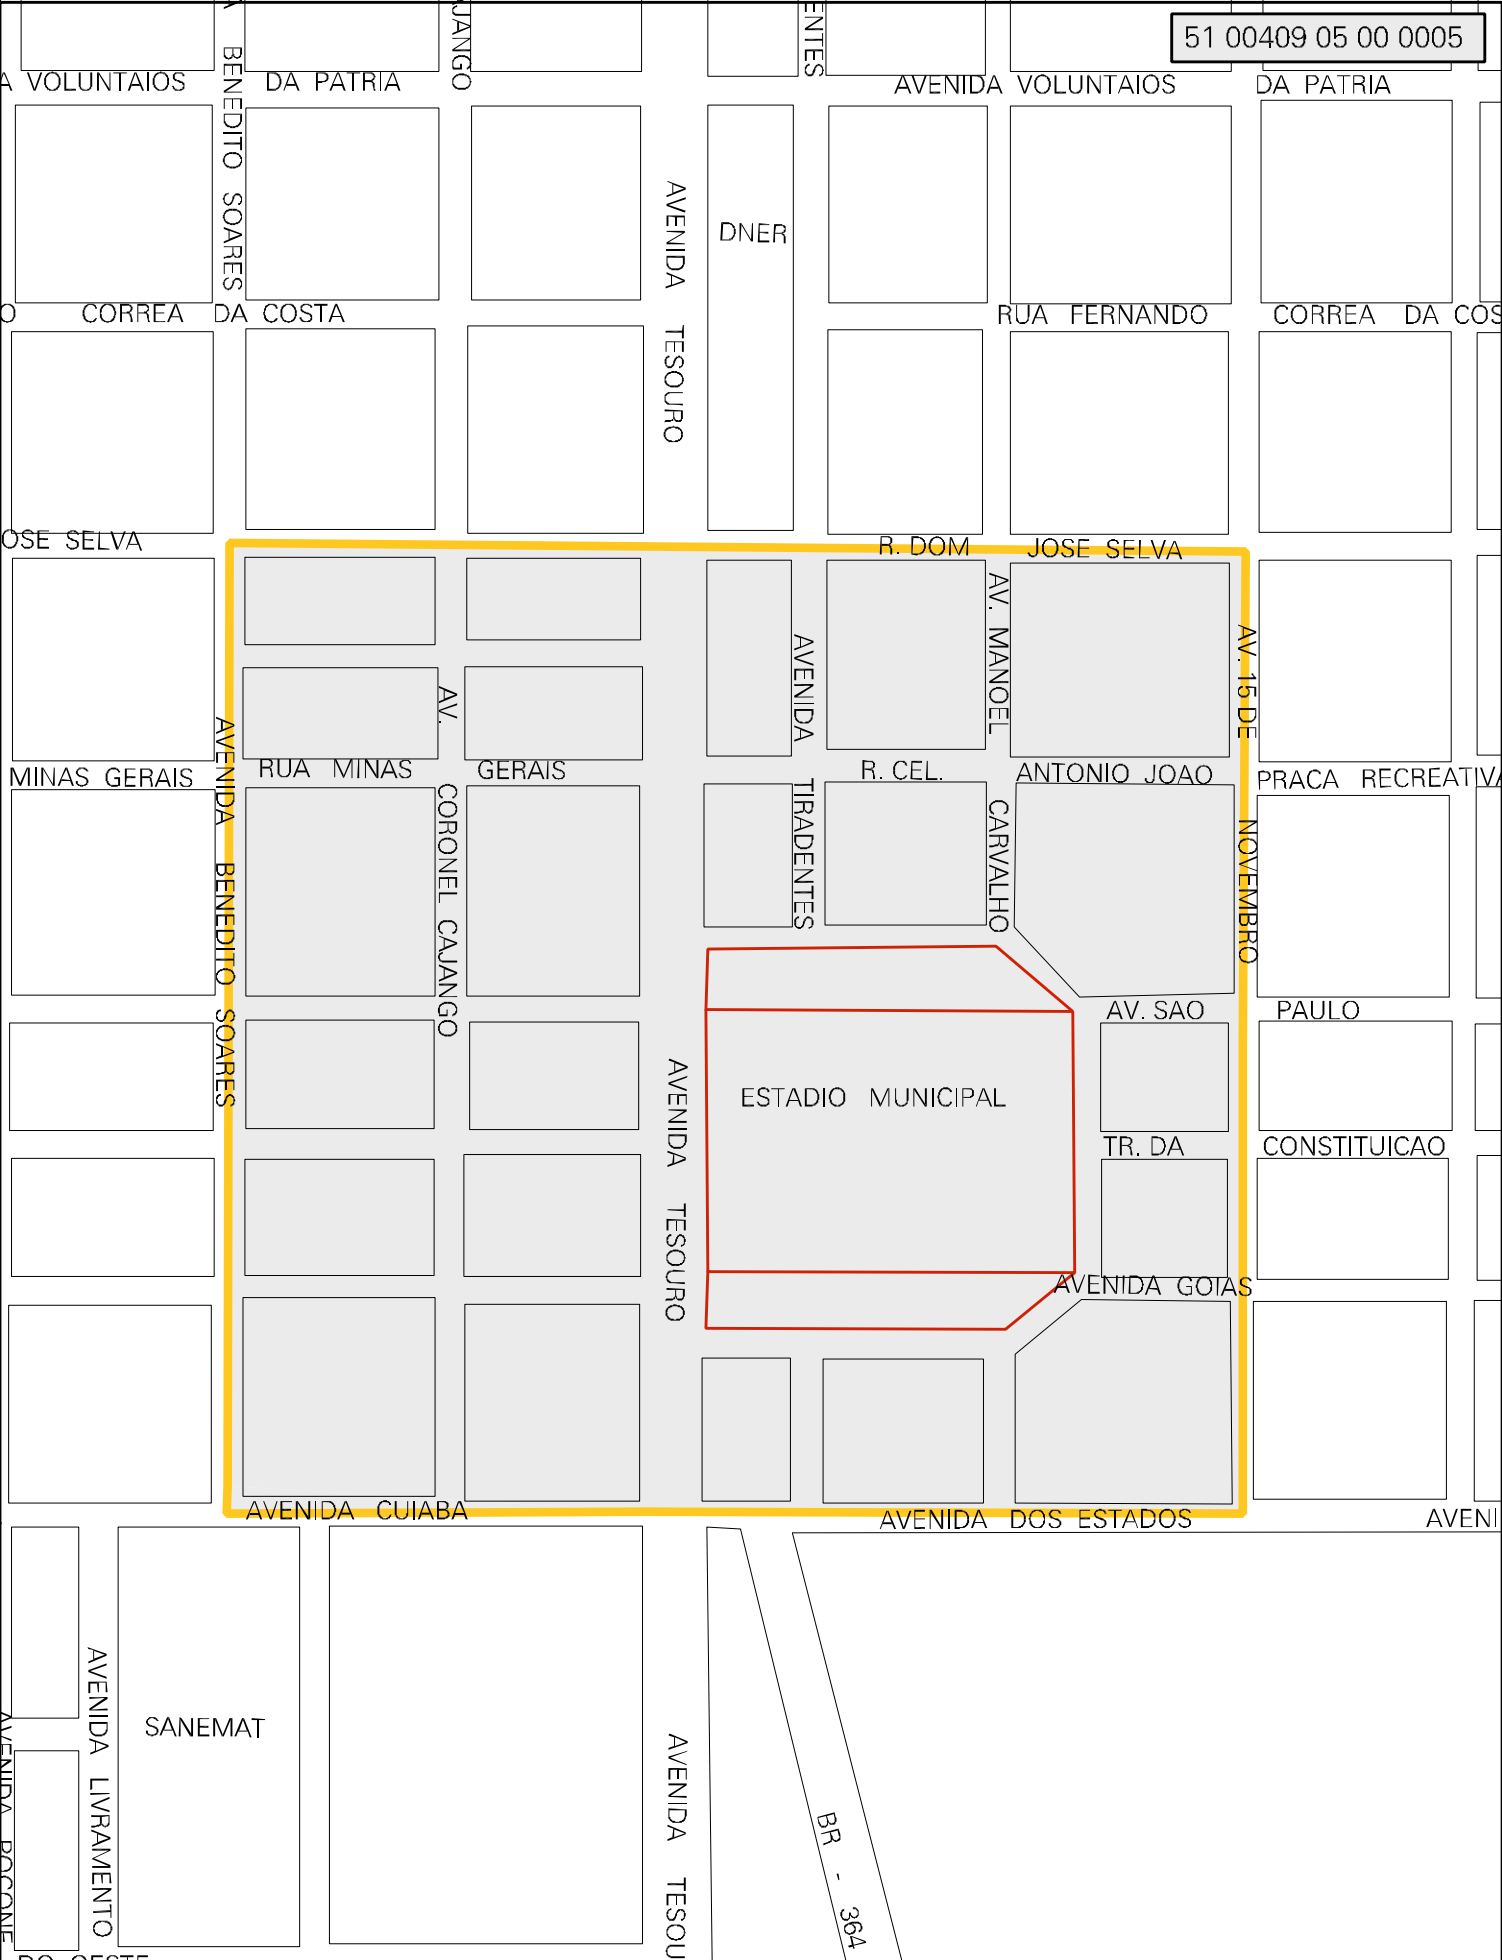 51 00409 05 00 0005
BENEDITO SOARES
VOLUNTAIOS DA PATRIA
AVENIDA VOLUNTAIOS DA PATRIA
AVENIDA TESOURO
DNER
CORREA DA COSTA
RUA FERNANDO CORREA DA COS
OSE SELVA
R. DOM JOSE SELVA
AV. MANOEL CARVALHO
AV. 15 DE NOVEMBRO
AVENIDA TIRADENTES
AV. CORONEL CAJANGO
AVENIDA BENEDITO SOARES
MINAS GERAIS
RUA MINAS GERAIS
R. CEL. ANTONIO JOAO
PRACA RECREATIVA
AV. SAO PAULO
ESTADIO MUNICIPAL
AVENIDA TESOURO
TR. DA CONSTITUICAO
AVENIDA GOIAS
AVENIDA CUIABA
AVENIDA DOS ESTADOS
AVENI
AVENIDA LIVRAMENTO
SANEMAT
AVENIDA POCONE
AVENIDA TESOU
BR - 364